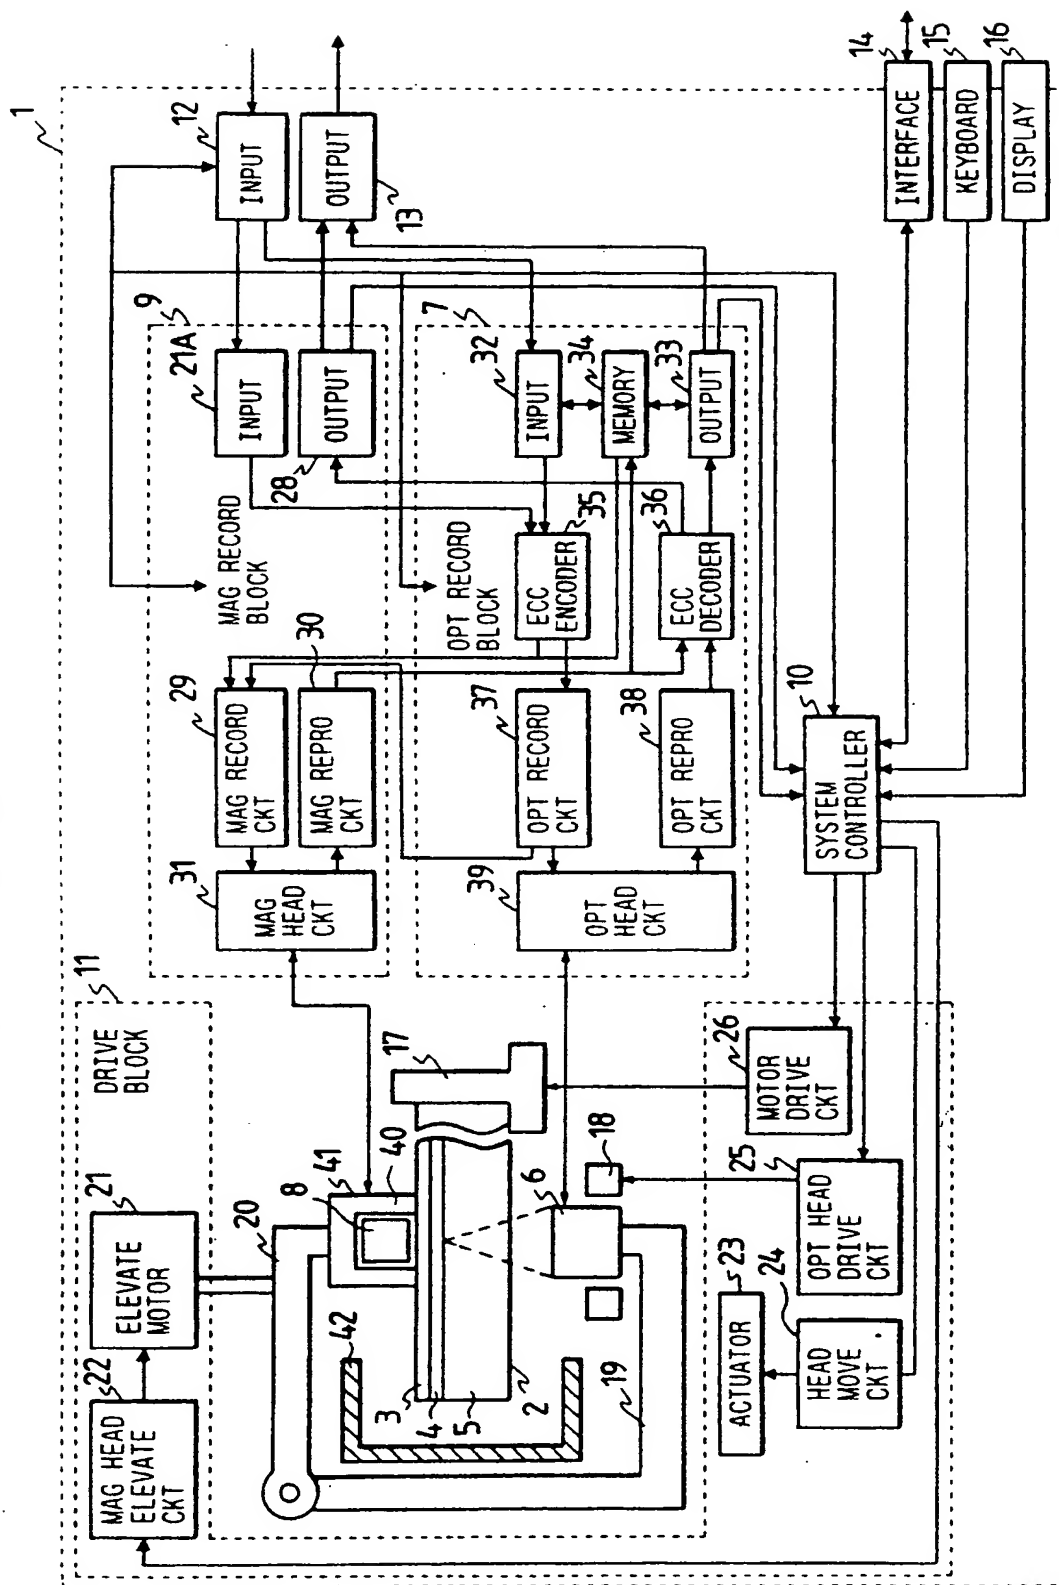 1
11
DRIVE
BLOCK
22
MAG HEAD
ELEVATE
CKT
21
ELEVATE
MOTOR
20
41
40
8
42
3
4
5
2
6
17
18
19
9
MAG RECORD
BLOCK
31
MAG
HEAD
CKT
29
MAG RECORD
CKT
30
MAG REPRO
CKT
21A
INPUT
28
OUTPUT
12
INPUT
13
OUTPUT
7
OPT RECORD
BLOCK
39
OPT
HEAD
CKT
37
OPT RECORD
CKT
38
OPT REPRO
CKT
35
ECC
ENCODER
36
ECC
DECODER
32
INPUT
34
MEMORY
33
OUTPUT
23
ACTUATOR
24
HEAD
MOVE
CKT
25
OPT HEAD
DRIVE
CKT
26
MOTOR
DRIVE
CKT
10
SYSTEM
CONTROLLER
14
INTERFACE
15
KEYBOARD
16
DISPLAY